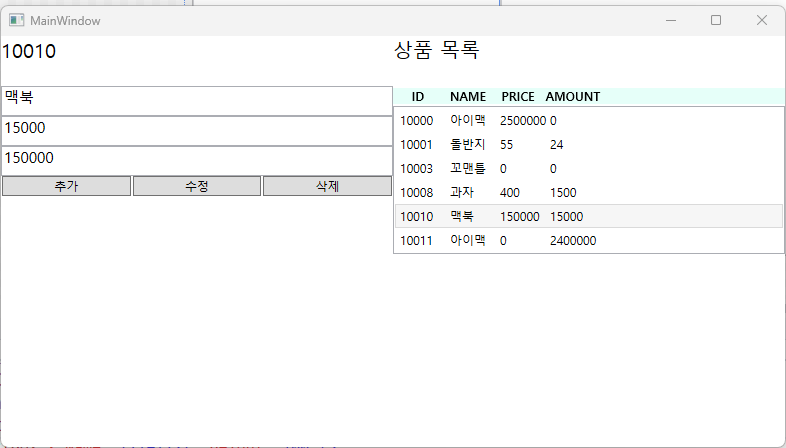 MainWindow
10010
맥북
15000
150000
추가 수정 삭제
상품 목록
ID NAME PRICE AMOUNT
10000 아이맥 2500000 0
10001 돌반지 55 24
10003 꼬맨틀 0 0
10008 과자 400 1500
10010 맥북 150000 15000
10011 아이맥 0 2400000